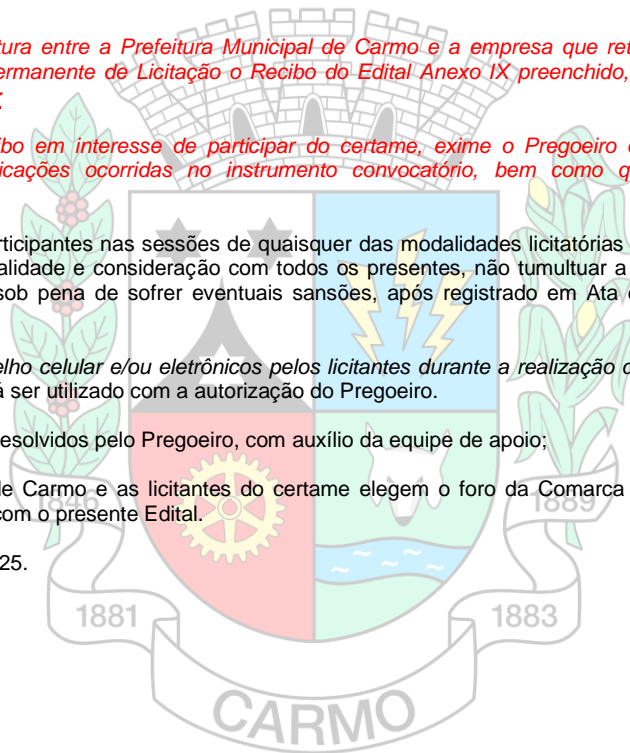 tura entre a Prefeitura Municipal de Carmo e a empresa que ret
ermanente de Licitação o Recibo do Edital Anexo IX preenchido,
:
ibo em interesse de participar do certame, exime o Pregoeiro
icações ocorridas no instrumento convocatório, bem como q
rticipantes nas sessões de quaisquer das modalidades licitatórias
alidade e consideração com todos os presentes, não tumultuar a
sob pena de sofrer eventuais sansões, após registrado em Ata
elho celular e/ou eletrônicos pelos licitantes durante a realização
á ser utilizado com a autorização do Pregoeiro.
esolvidos pelo Pregoeiro, com auxílio da equipe de apoio;
de Carmo e as licitantes do certame elegem o foro da Comarca
com o presente Edital.
1846 1889
25.
1881 1883
CARMO